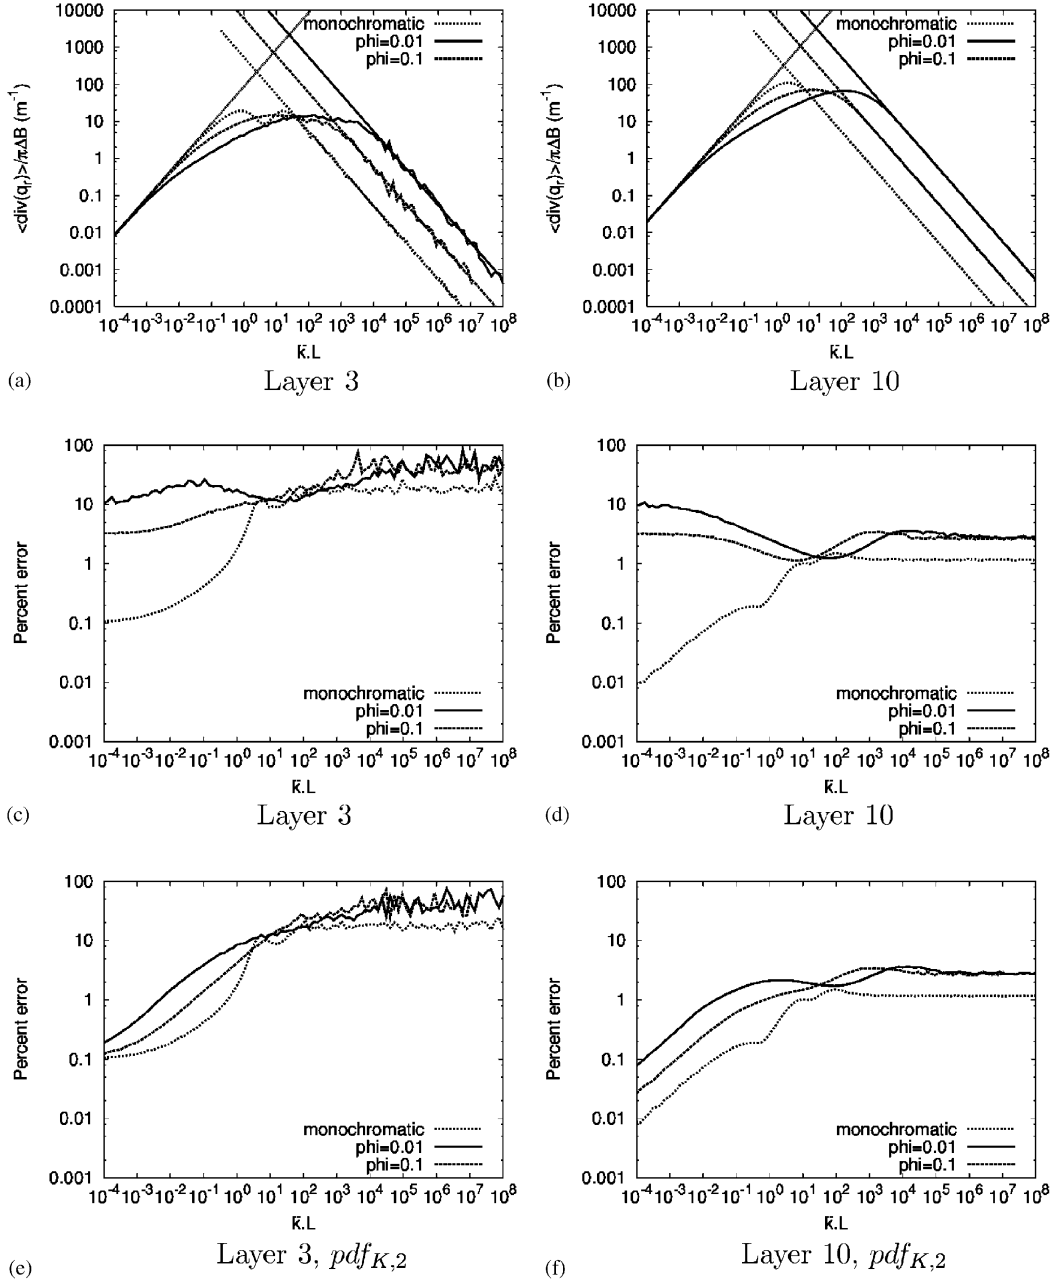 10000
1000
100
10
1
0.1
0.01
0.001
0.0001
<div(qr)>/πΔB (m-1)
monochromatic
phi=0.01
phi=0.1
10-4 10-3 10-2 10-1 100 101 102 103 104 105 106 107 108
κ̄.L
(a) Layer 3
10000
1000
100
10
1
0.1
0.01
0.001
0.0001
<div(qr)>/πΔB (m-1)
monochromatic
phi=0.01
phi=0.1
10-4 10-3 10-2 10-1 100 101 102 103 104 105 106 107 108
κ̄.L
(b) Layer 10
100
10
1
0.1
0.01
0.001
Percent error
monochromatic
phi=0.01
phi=0.1
10-4 10-3 10-2 10-1 100 101 102 103 104 105 106 107 108
κ̄.L
(c) Layer 3
100
10
1
0.1
0.01
0.001
Percent error
monochromatic
phi=0.01
phi=0.1
10-4 10-3 10-2 10-1 100 101 102 103 104 105 106 107 108
κ̄.L
(d) Layer 10
100
10
1
0.1
0.01
0.001
Percent error
monochromatic
phi=0.01
phi=0.1
10-4 10-3 10-2 10-1 100 101 102 103 104 105 106 107 108
κ̄.L
(e) Layer 3, pdfK,2
100
10
1
0.1
0.01
0.001
Percent error
monochromatic
phi=0.01
phi=0.1
10-4 10-3 10-2 10-1 100 101 102 103 104 105 106 107 108
κ̄.L
(f) Layer 10, pdfK,2